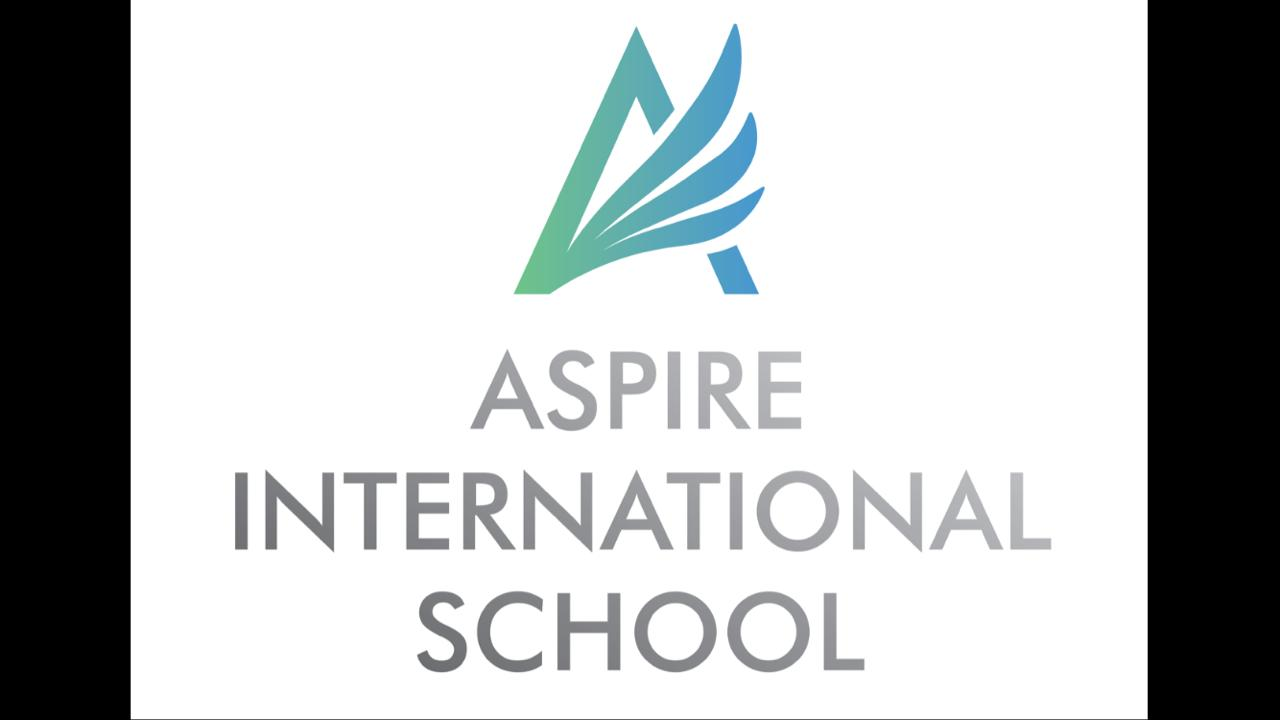 ASPIRE
INTERNATIONAL
SCHOOL